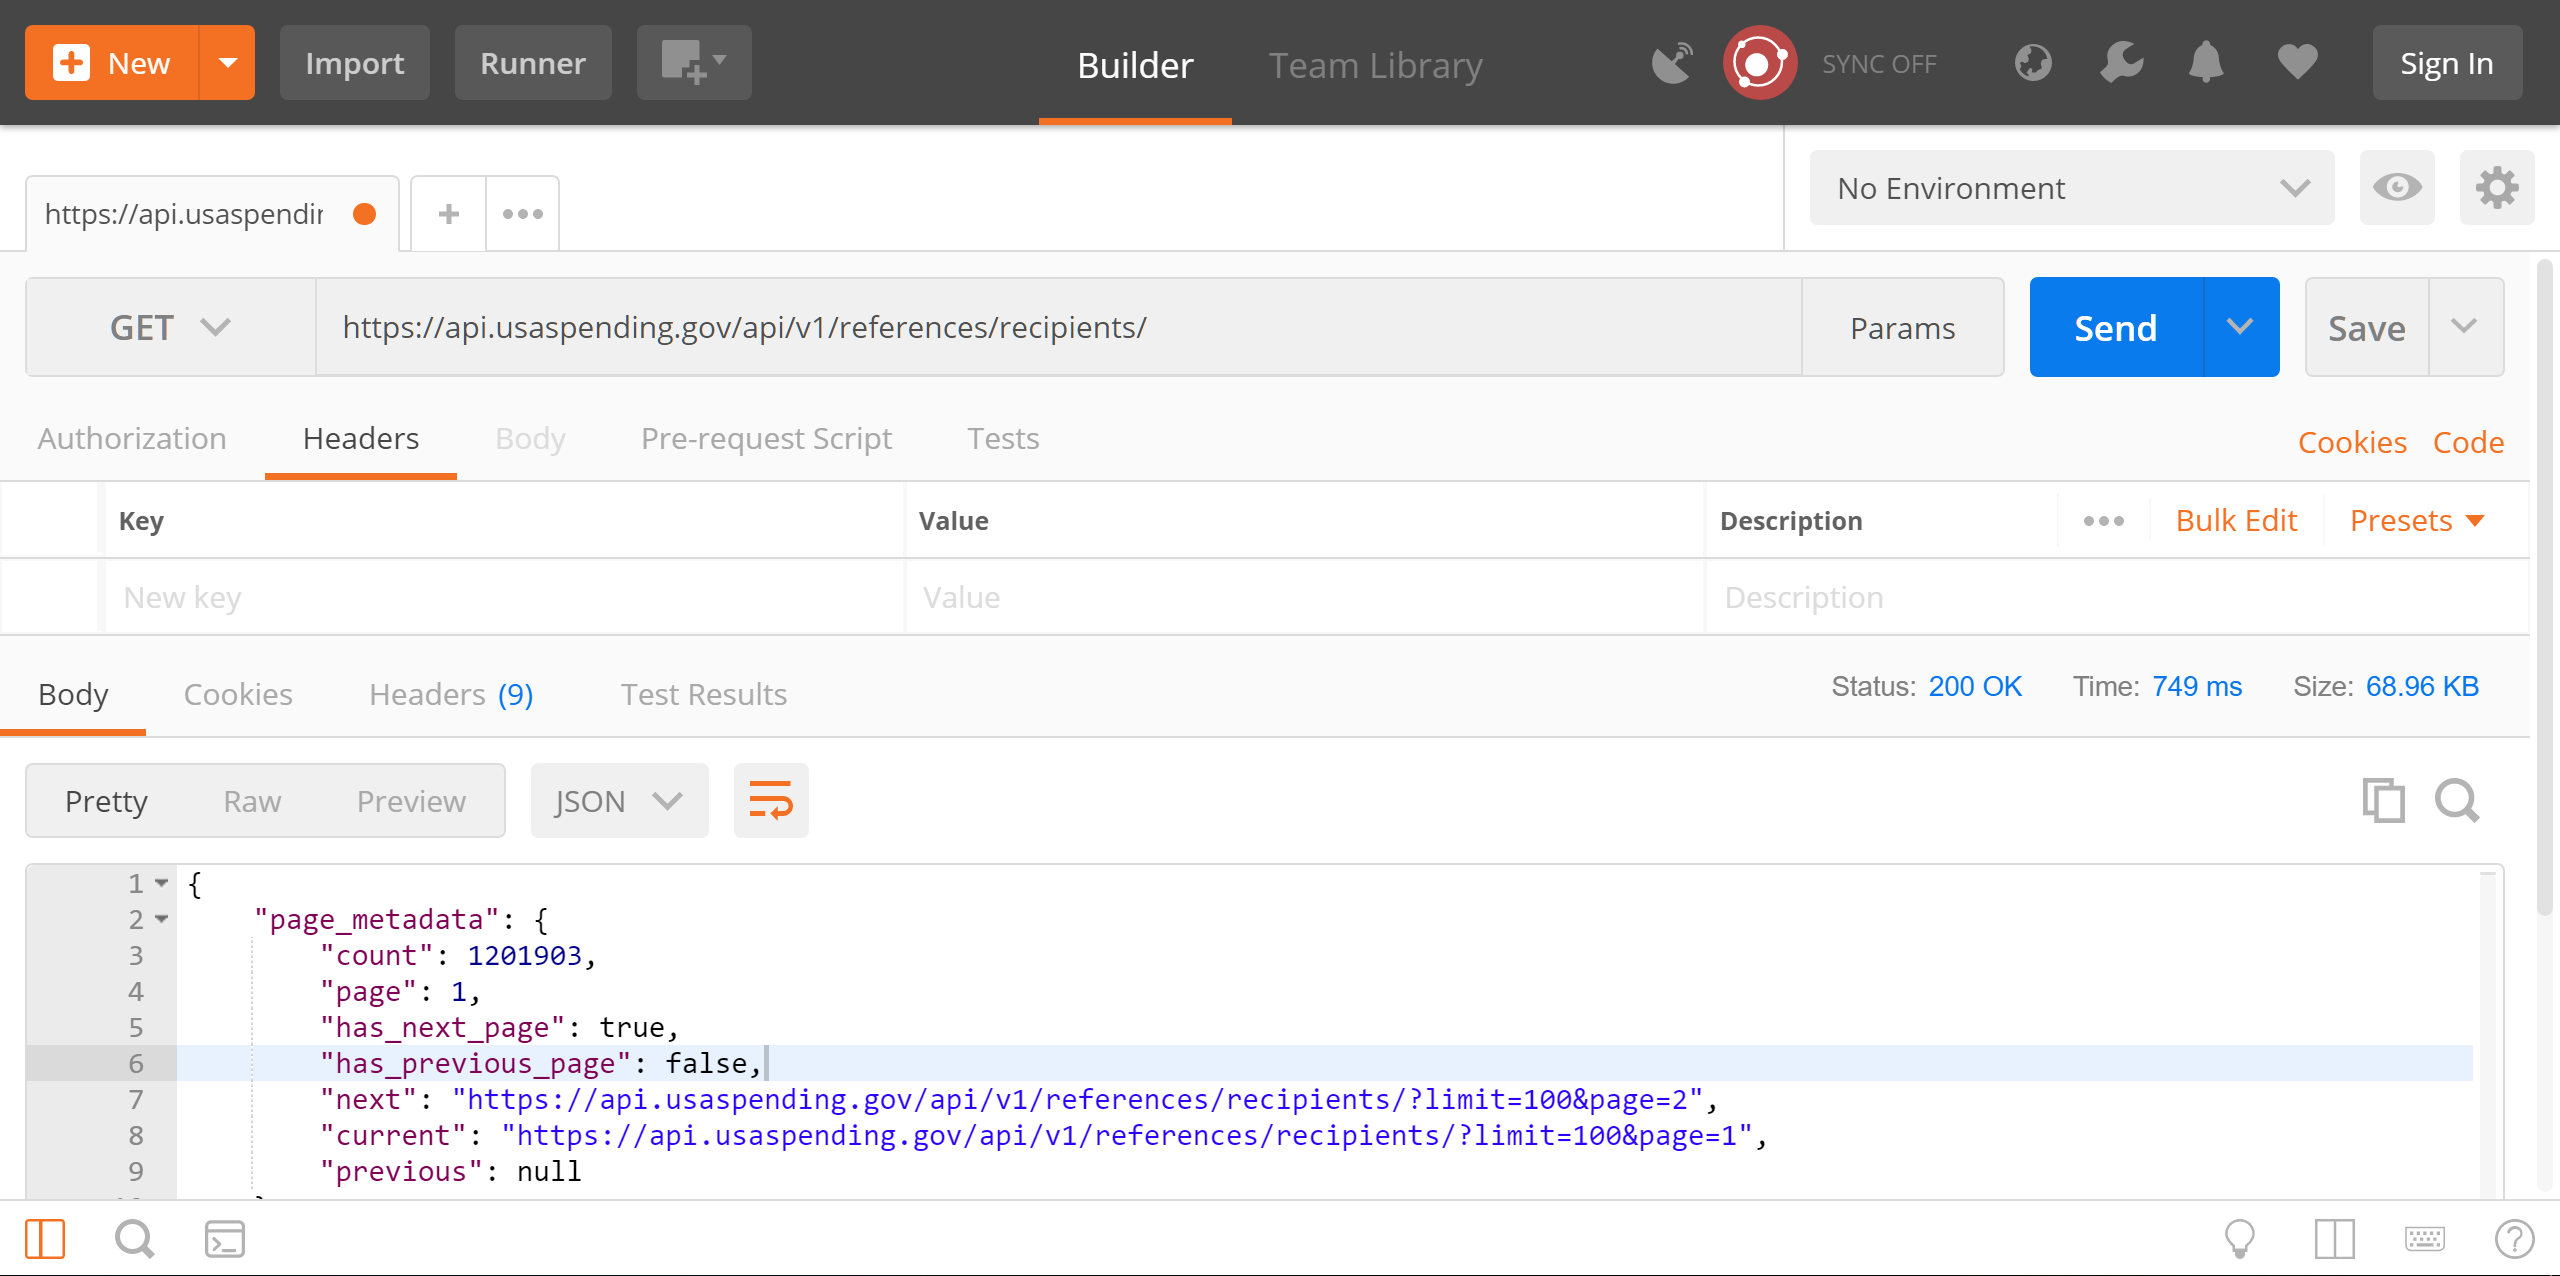 New Import Runner Builder Team Library SYNC OFF Sign In
https://api.usaspendir No Environment
GET https://api.usaspending.gov/api/v1/references/recipients/ Params Send Save
Authorization Headers Body Pre-request Script Tests Cookies Code
Key Value Description Bulk Edit Presets
New key Value Description
Body Cookies Headers (9) Test Results Status: 200 OK Time: 749 ms Size: 68.96 KB
Pretty Raw Preview JSON
1 {
2 "page_metadata": {
3 "count": 1201903,
4 "page": 1,
5 "has_next_page": true,
6 "has_previous_page": false,
7 "next": "https://api.usaspending.gov/api/v1/references/recipients/?limit=100&page=2",
8 "current": "https://api.usaspending.gov/api/v1/references/recipients/?limit=100&page=1",
9 "previous": null